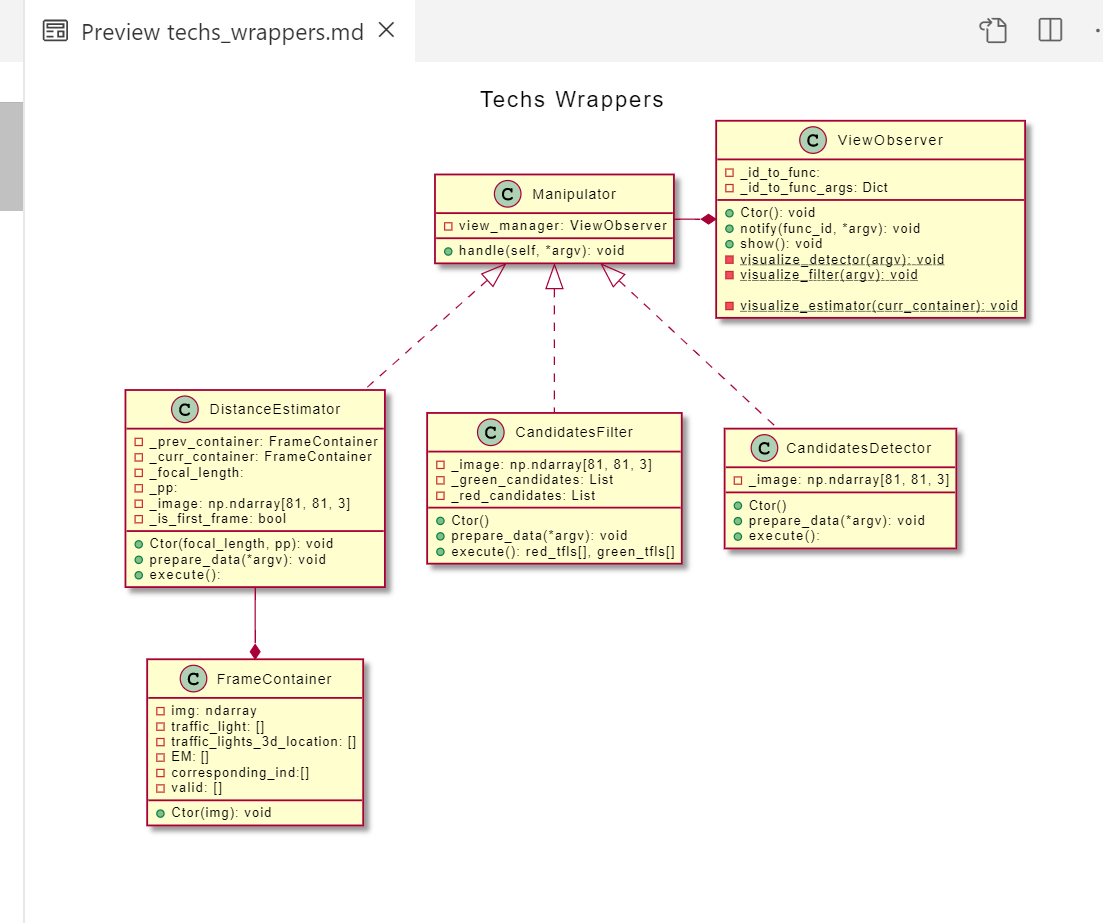 Preview techs_wrappers.md
Techs Wrappers
C ViewObserver
_id_to_func:
_id_to_func_args: Dict
Ctor(): void
notify(func_id, *argv): void
show(): void
visualize_detector(argv): void
visualize_filter(argv): void
visualize_estimator(curr_container): void
C Manipulator
view_manager: ViewObserver
handle(self, *argv): void
C DistanceEstimator
_prev_container: FrameContainer
_curr_container: FrameContainer
_focal_length:
_pp:
_image: np.ndarray[81, 81, 3]
_is_first_frame: bool
Ctor(focal_length, pp): void
prepare_data(*argv): void
execute():
C CandidatesFilter
_image: np.ndarray[81, 81, 3]
_green_candidates: List
_red_candidates: List
Ctor()
prepare_data(*argv): void
execute(): red_tfls[], green_tfls[]
C CandidatesDetector
_image: np.ndarray[81, 81, 3]
Ctor()
prepare_data(*argv): void
execute():
C FrameContainer
img: ndarray
traffic_light: []
traffic_lights_3d_location: []
EM: []
corresponding_ind:[]
valid: []
Ctor(img): void